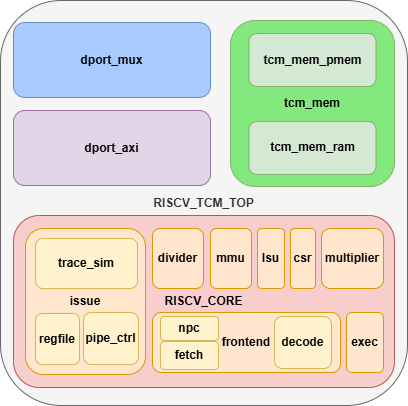 dport_mux
tcm_mem_pmem
tcm_mem
dport_axi
tcm_mem_ram
RISCV_TCM_TOP
trace_sim
divider
mmu
lsu
csr
multiplier
issue
RISCV_CORE
regfile
pipe_ctrl
npc
fetch
frontend
decode
exec